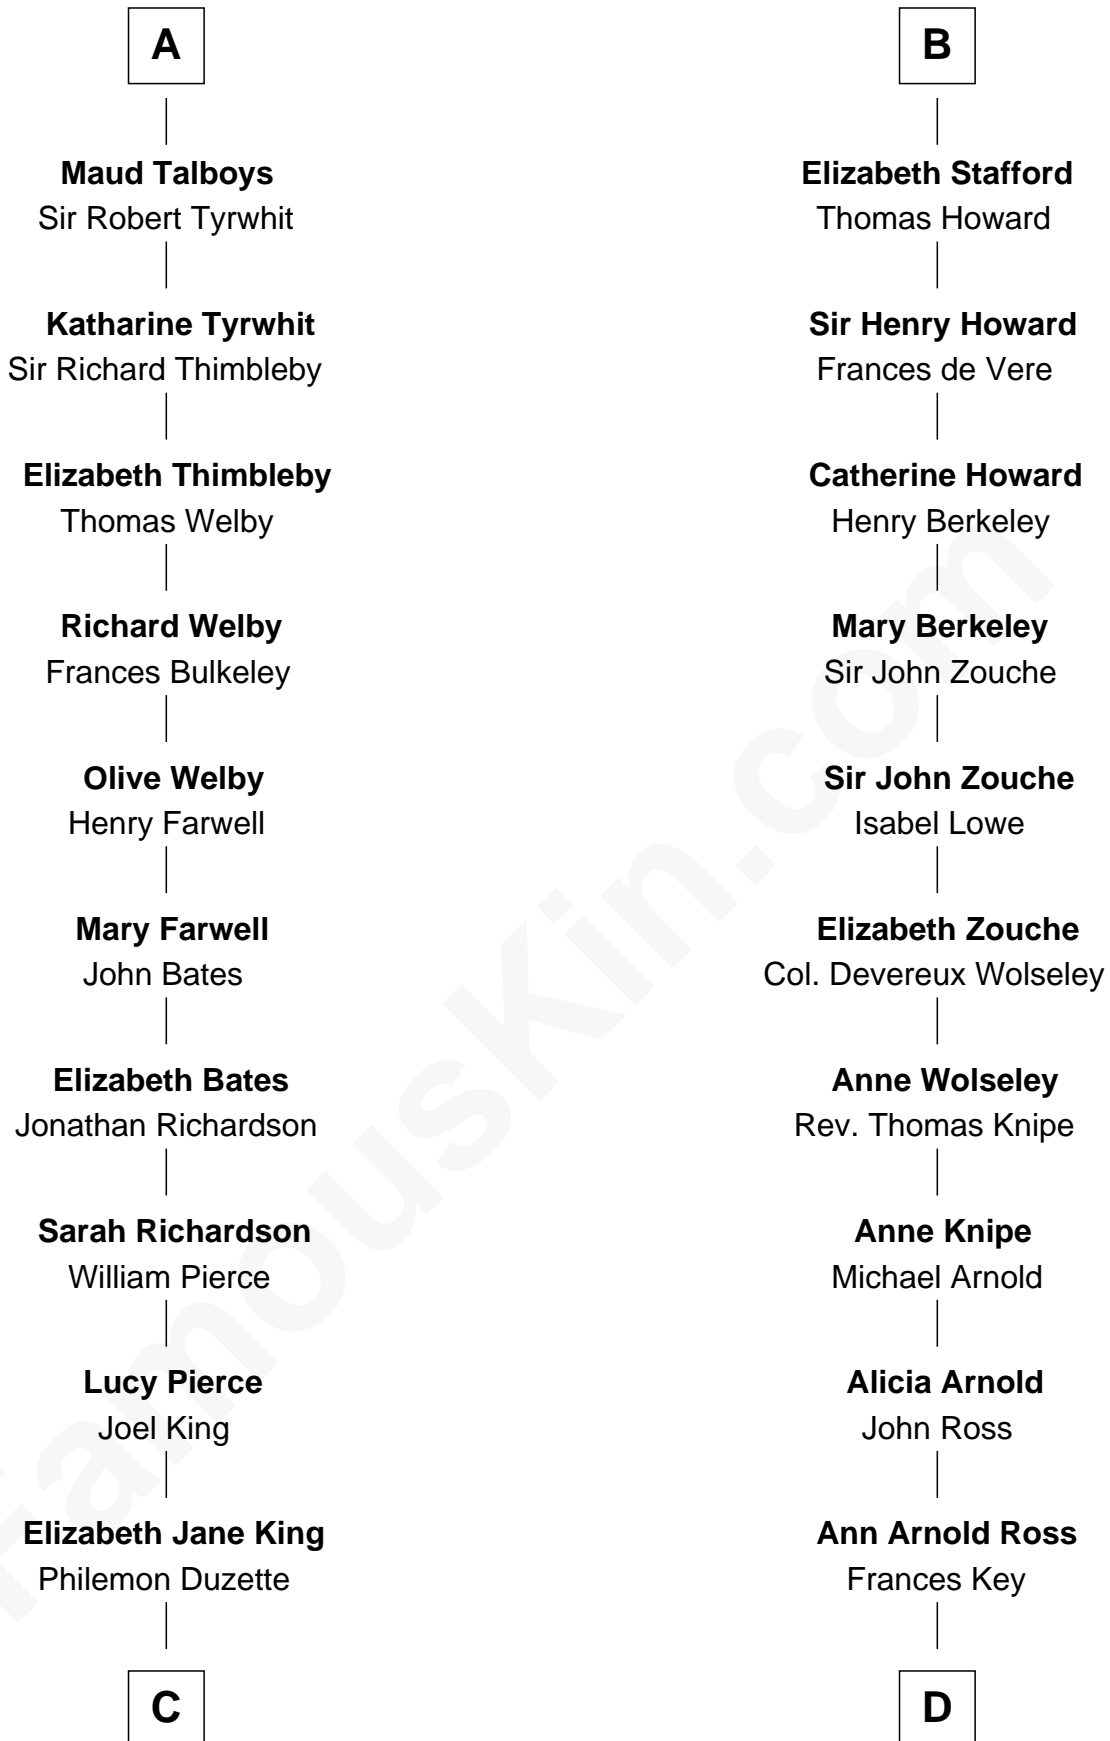 A
Maud Talboys
Sir Robert Tyrwhit
Katharine Tyrwhit
Sir Richard Thimbleby
Elizabeth Thimbleby
Thomas Welby
Richard Welby
Frances Bulkeley
Olive Welby
Henry Farwell
Mary Farwell
John Bates
Elizabeth Bates
Jonathan Richardson
Sarah Richardson
William Pierce
Lucy Pierce
Joel King
Elizabeth Jane King
Philemon Duzette
C
B
Elizabeth Stafford
Thomas Howard
Sir Henry Howard
Frances de Vere
Catherine Howard
Henry Berkeley
Mary Berkeley
Sir John Zouche
Sir John Zouche
Isabel Lowe
Elizabeth Zouche
Col. Devereux Wolseley
Anne Wolseley
Rev. Thomas Knipe
Anne Knipe
Michael Arnold
Alicia Arnold
John Ross
Ann Arnold Ross
Frances Key
D
FamousKin.com